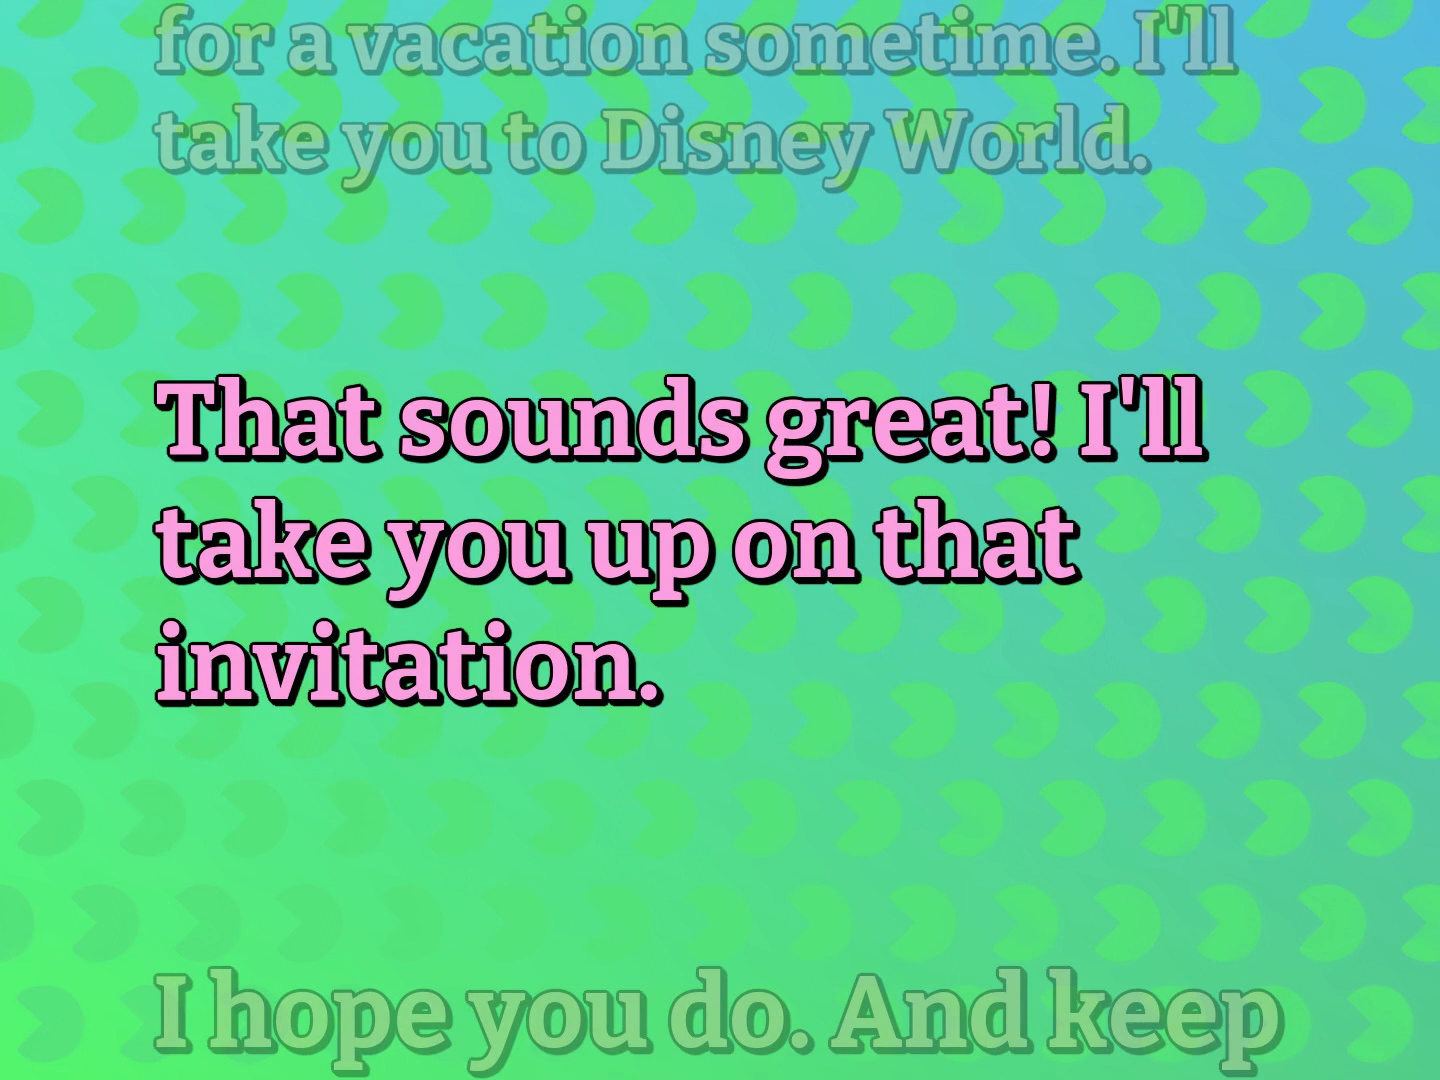 for a vacation sometime. I'll
take you to Disney World.
That sounds great! I'll
take you up on that
invitation.
I hope you do. And keep